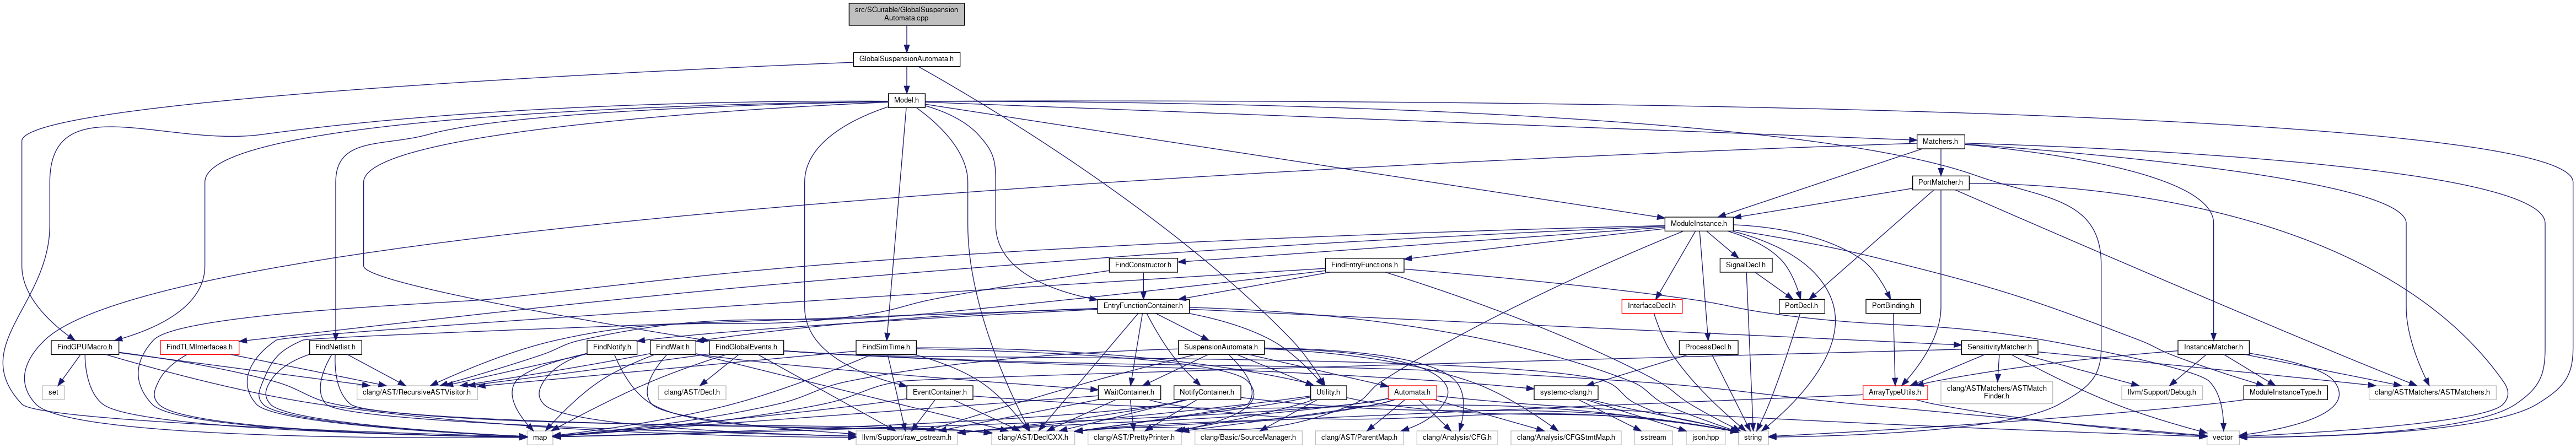 src/SCuitable/GlobalSuspension
Automata.cpp
GlobalSuspensionAutomata.h
Model.h
Matchers.h
PortMatcher.h
ModuleInstance.h
FindConstructor.h
FindEntryFunctions.h
SignalDecl.h
EntryFunctionContainer.h
InterfaceDecl.h
PortDecl.h
PortBinding.h
FindGPUMacro.h
FindTLMInterfaces.h
FindNetlist.h
FindNotify.h
FindWait.h
FindGlobalEvents.h
FindSimTime.h
SuspensionAutomata.h
ProcessDecl.h
SensitivityMatcher.h
InstanceMatcher.h
set
clang/AST/RecursiveASTVisitor.h
clang/AST/Decl.h
EventContainer.h
WaitContainer.h
NotifyContainer.h
Utility.h
Automata.h
systemc-clang.h
ArrayTypeUtils.h
clang/ASTMatchers/ASTMatch
Finder.h
llvm/Support/Debug.h
ModuleInstanceType.h
clang/ASTMatchers/ASTMatchers.h
map
llvm/Support/raw_ostream.h
clang/AST/DeclCXX.h
clang/AST/PrettyPrinter.h
clang/Basic/SourceManager.h
clang/AST/ParentMap.h
clang/Analysis/CFG.h
clang/Analysis/CFGStmtMap.h
sstream
json.hpp
string
vector